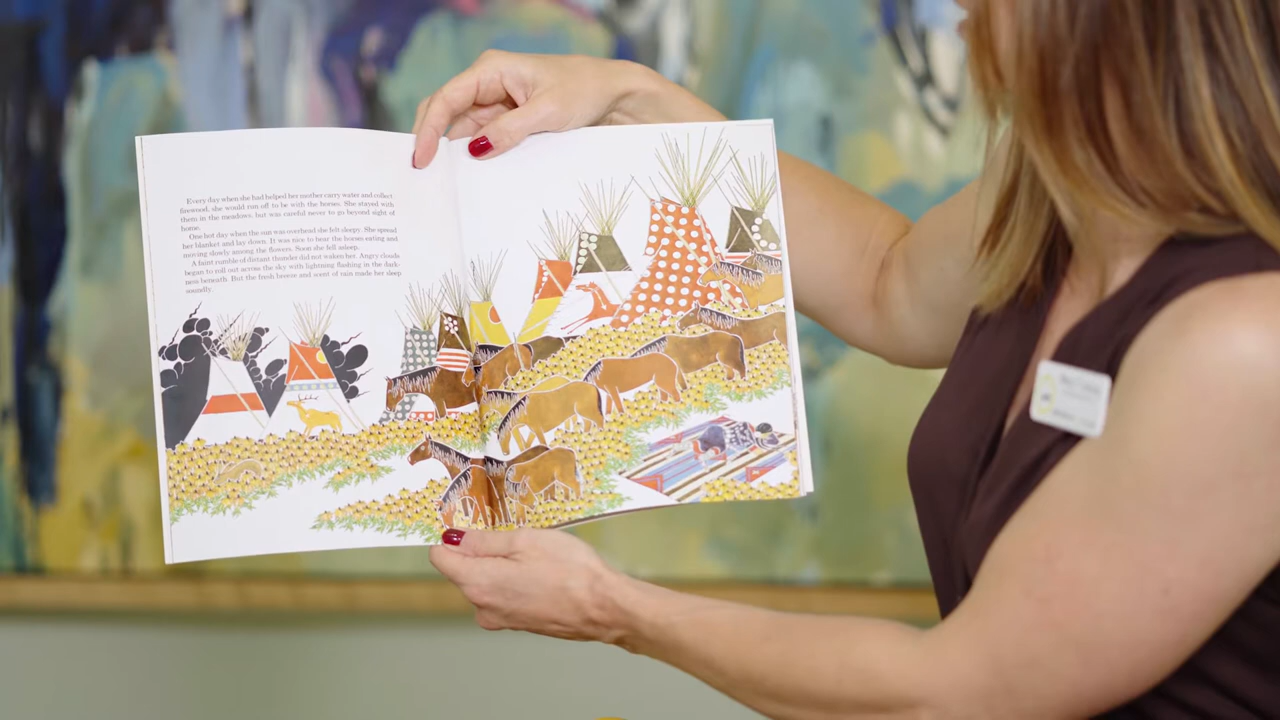 Every day when she had helped her mother carry water and collect
firewood, she would run off to be with the horses. She stayed with
them in the meadows, but was careful never to go beyond sight of
home.
One hot day when the sun was overhead she felt sleepy. She spread
her blanket and lay down. It was nice to hear the horses eating and
moving slowly among the flowers. Soon she fell asleep.
A faint rumble of distant thunder did not waken her. Angry clouds
began to roll out across the sky with lightning flashing in the dark-
ness beneath. But the fresh breeze and scent of rain made her sleep
soundly.